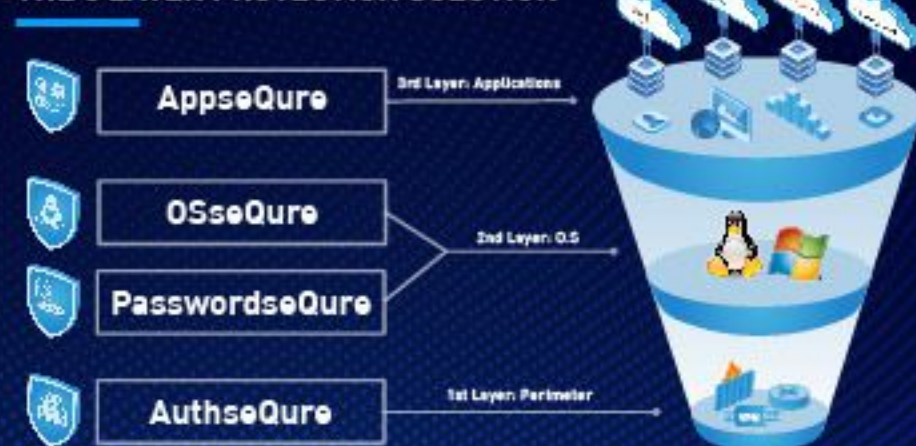 AppseQure
3rd Layer: Applications
OSseQure
2nd Layer: O.S
PasswordseQure
AuthseQure
1st Layer: Perimeter